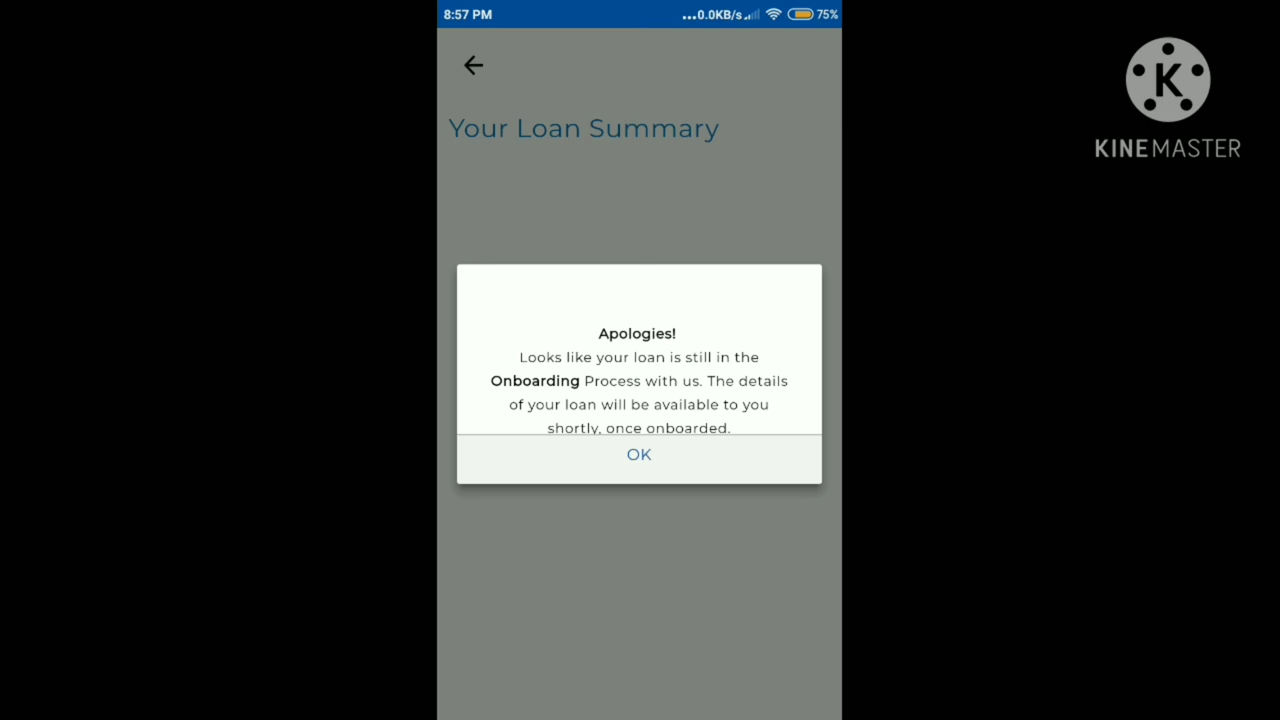 8:57 PM
...0.0KB/s
75%
K
KINEMASTER
Your Loan Summary
Apologies!
Looks like your loan is still in the
Onboarding Process with us. The details
of your loan will be available to you
shortly, once onboarded.
OK